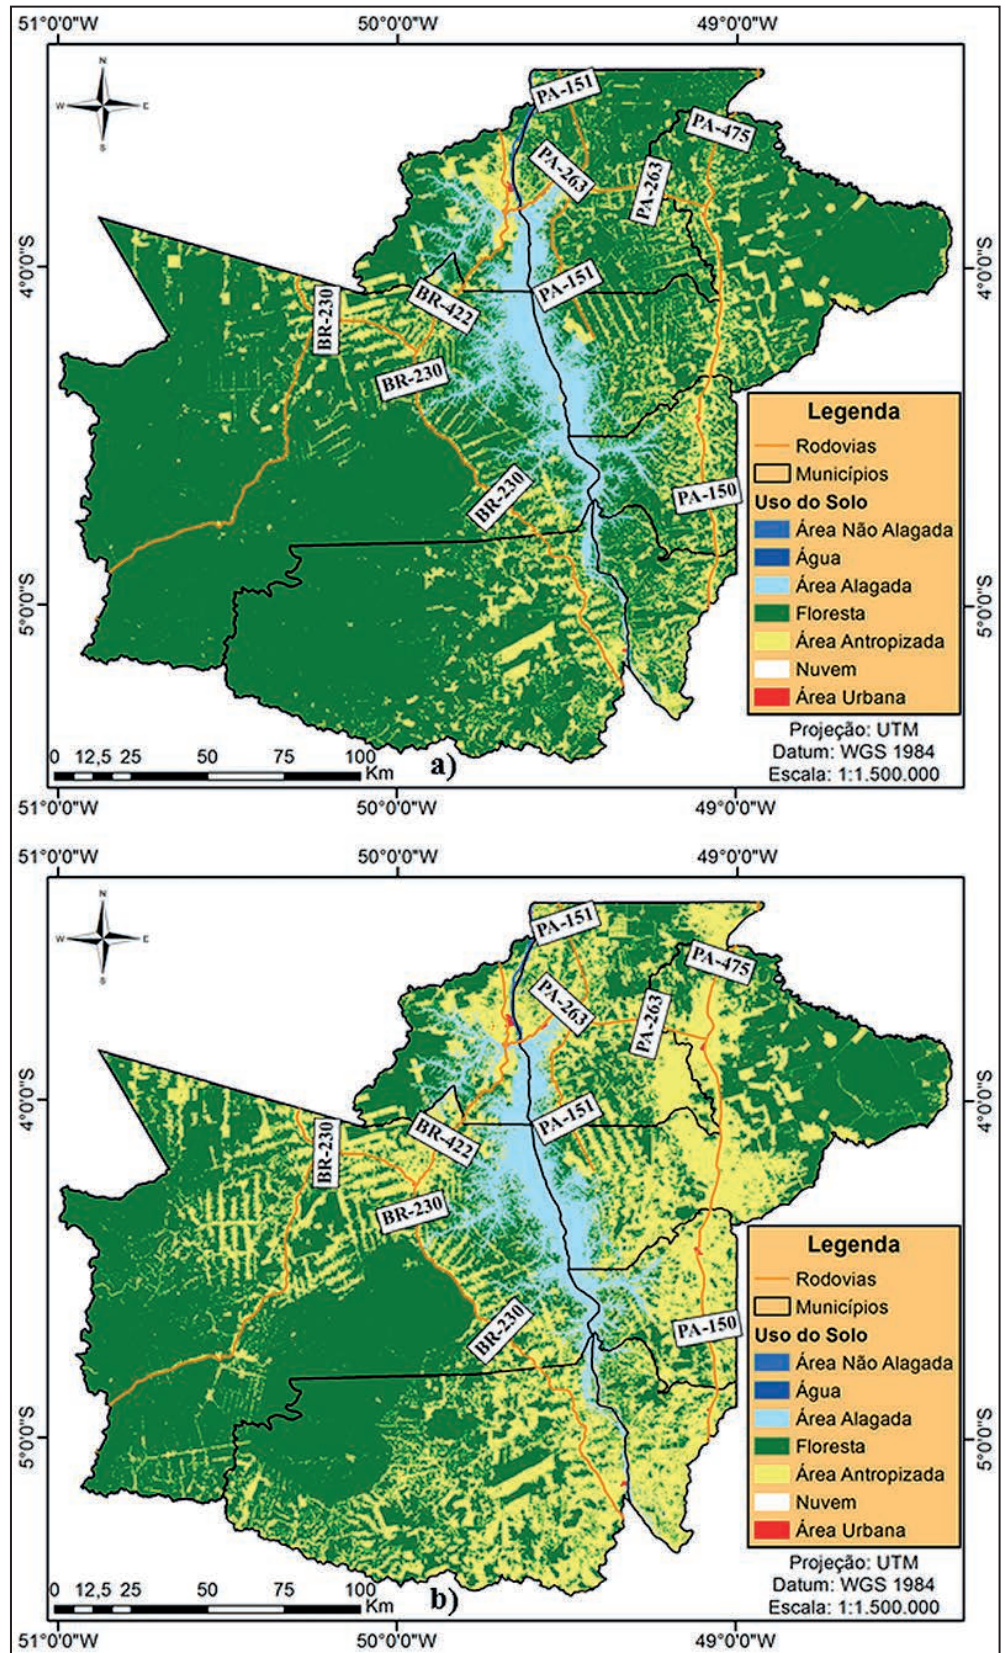 51°0'0"W 50°0'0"W 49°0'0"W
N
W E
S
PA-151
PA-475
PA-263
PA-263
4°0'0"S 4°0'0"S
PA-151
BR-422
BR-230
BR-230
BR-230
PA-150
5°0'0"S 5°0'0"S
Legenda
Rodovias
Municípios
Uso do Solo
Área Não Alagada
Água
Área Alagada
Floresta
Área Antropizada
Nuvem
Área Urbana
Projeção: UTM
Datum: WGS 1984
Escala: 1:1.500.000
0 12,5 25 50 75 100
Km
a)
51°0'0"W 50°0'0"W 49°0'0"W
51°0'0"W 50°0'0"W 49°0'0"W
N
W E
S
PA-151
PA-475
PA-263
PA-263
4°0'0"S 4°0'0"S
PA-151
BR-422
BR-230
BR-230
BR-230
PA-150
5°0'0"S 5°0'0"S
Legenda
Rodovias
Municípios
Uso do Solo
Área Não Alagada
Água
Área Alagada
Floresta
Área Antropizada
Nuvem
Área Urbana
Projeção: UTM
Datum: WGS 1984
Escala: 1:1.500.000
0 12,5 25 50 75 100
Km
b)
51°0'0"W 50°0'0"W 49°0'0"W